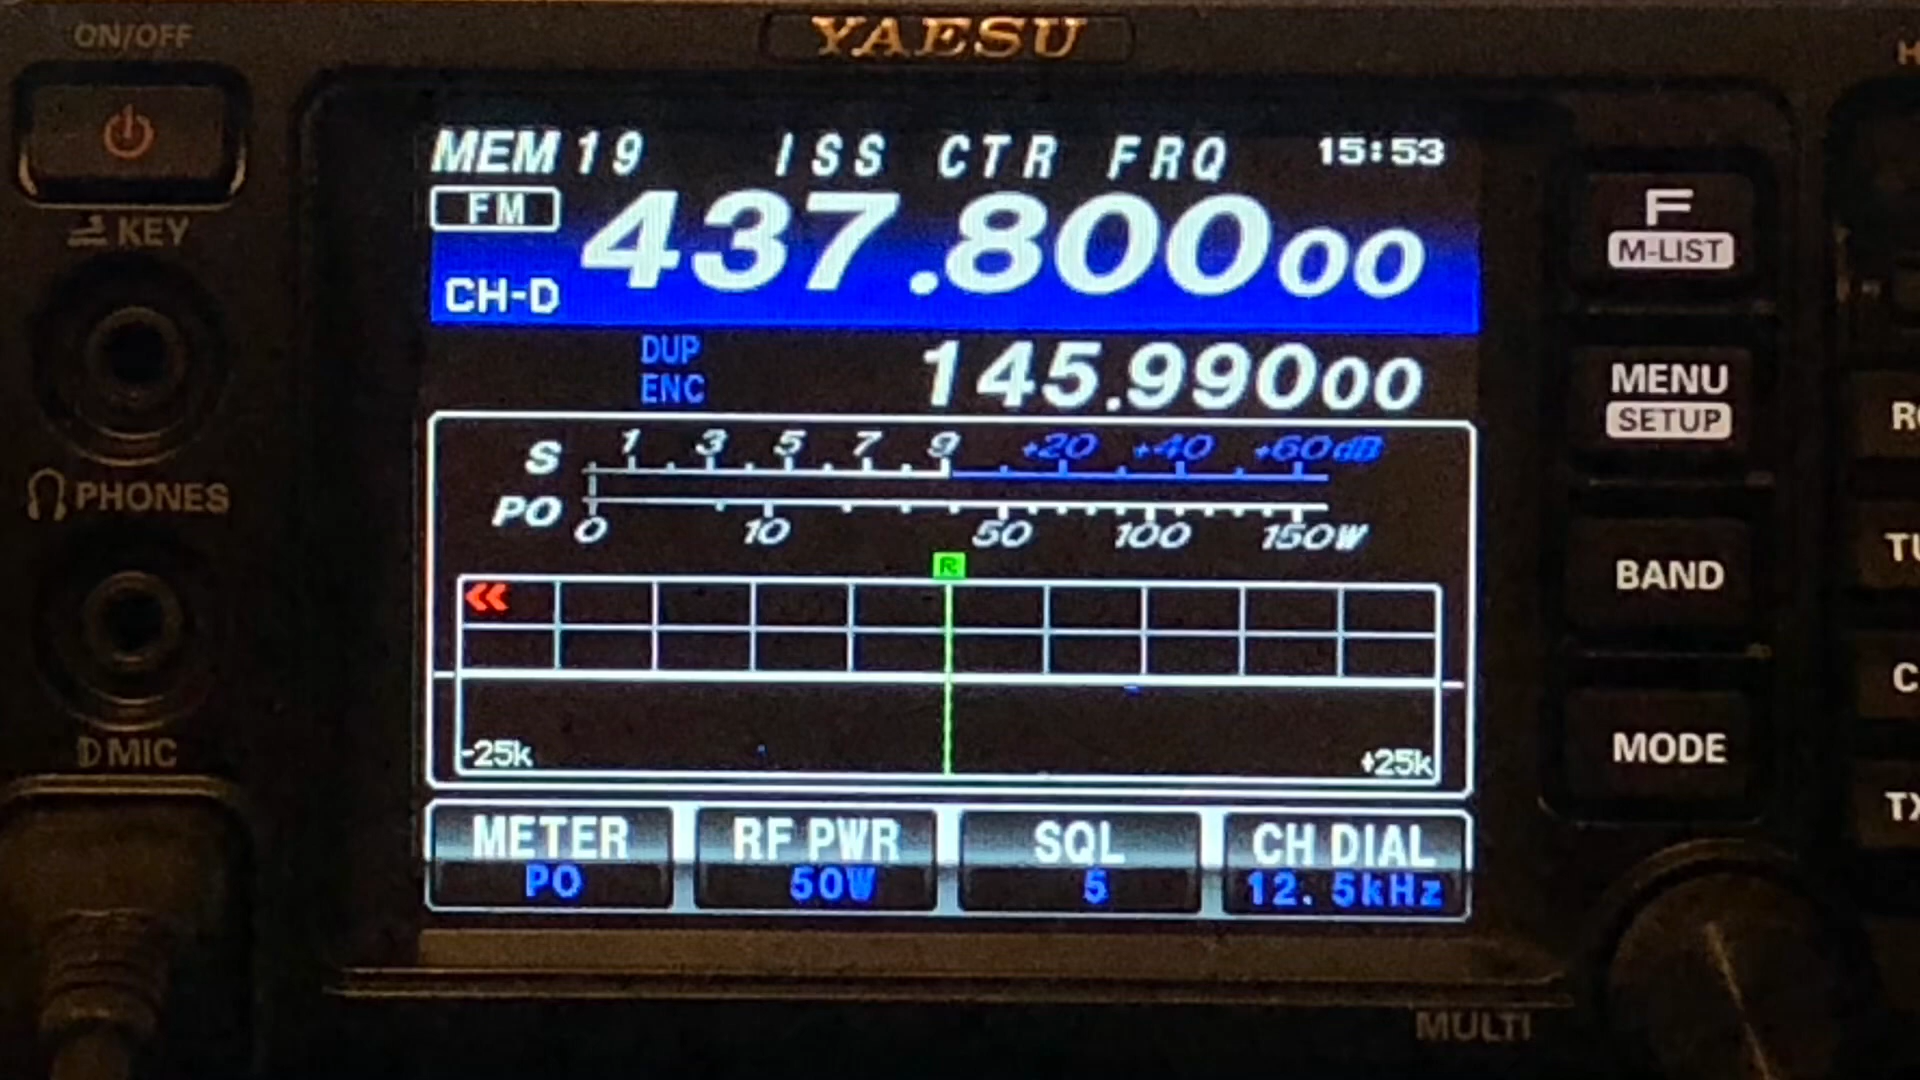 ON/OFF
YAESU
H
MEM 19 ISS CTR FRQ 15:53
FM
437.80000
CH-D
F
M-LIST
KEY
DUP
ENC
145.99000
MENU
SETUP
S 1 3 5 7 9 +20 +40 +60dB
PHONES
PO 0 10 50 100 150W
R
BAND
-25k +25k
MIC
MODE
METER RF PWR SQL CH DIAL
PO 50W 5 12.5kHz
MULTI